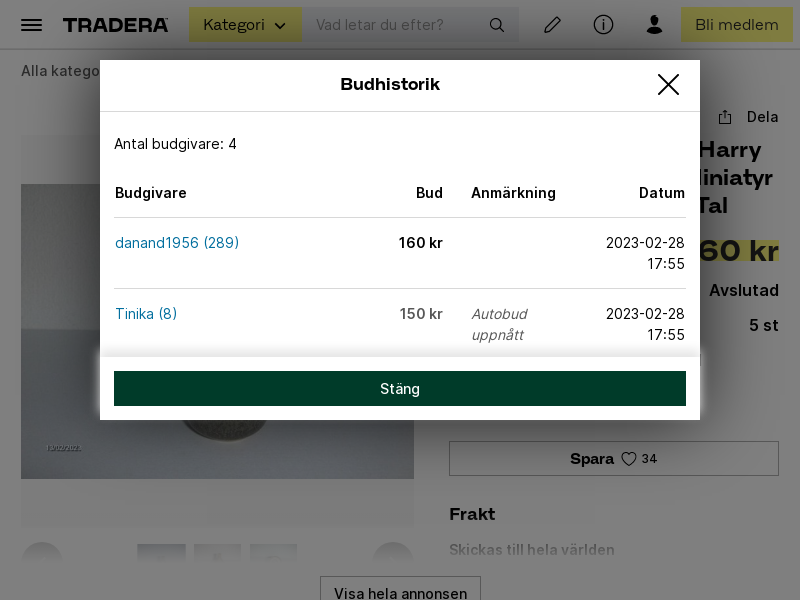 TRADERA
Kategori
Vad letar du efter?
Bli medlem
Alla katego
Dela
Harry
Tal
60 kr
Avslutad
5 st
Budhistorik
Antal budgivare: 4
Budgivare Bud Anmärkning Datum
danand1956 (289) 160 kr 2023-02-28
17:55
Tinika (8) 150 kr Autobud 2023-02-28
uppnått 17:55
Stäng
Spara 34
Frakt
Skickas till hela världen
Visa hela annonsen